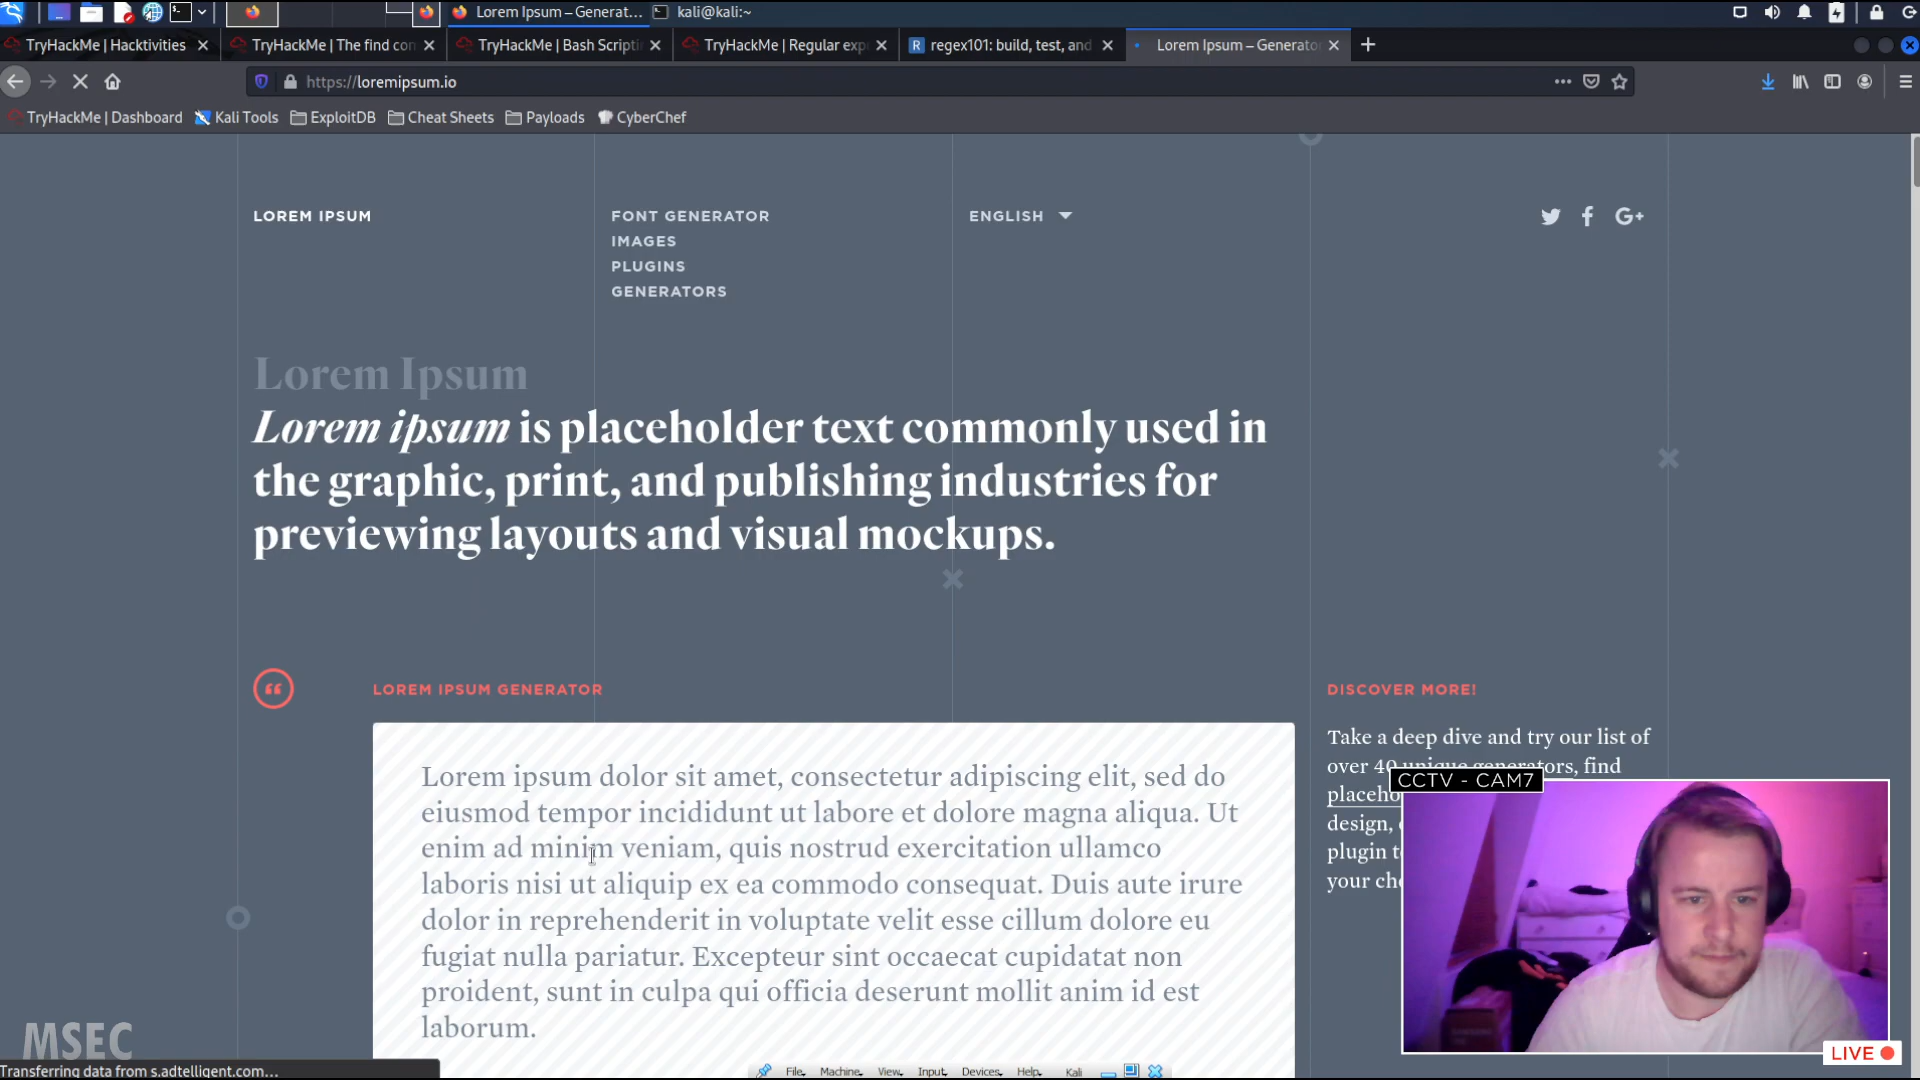 Lorem Ipsum – Generat...
kali@kali:~
TryHackMe | Hacktivities
TryHackMe | The find con
TryHackMe | Bash Scripti
TryHackMe | Regular exp
regex101: build, test, and
Lorem Ipsum – Generato
https://loremipsum.io
TryHackMe | Dashboard
Kali Tools
ExploitDB
Cheat Sheets
Payloads
CyberChef
LOREM IPSUM
FONT GENERATOR
IMAGES
PLUGINS
GENERATORS
ENGLISH
Lorem Ipsum
Lorem ipsum is placeholder text commonly used in
the graphic, print, and publishing industries for
previewing layouts and visual mockups.
LOREM IPSUM GENERATOR
Lorem ipsum dolor sit amet, consectetur adipiscing elit, sed do
eiusmod tempor incididunt ut labore et dolore magna aliqua. Ut
enim ad minim veniam, quis nostrud exercitation ullamco
laboris nisi ut aliquip ex ea commodo consequat. Duis aute irure
dolor in reprehenderit in voluptate velit esse cillum dolore eu
fugiat nulla pariatur. Excepteur sint occaecat cupidatat non
proident, sunt in culpa qui officia deserunt mollit anim id est
laborum.
DISCOVER MORE!
Take a deep dive and try our list of
over 40 unique generators, find
placeho
design,
plugin t
your ch
CCTV - CAM7
LIVE
MSEC
Transferring data from s.adtelligent.com...
File Machine View Input Devices Help Kali